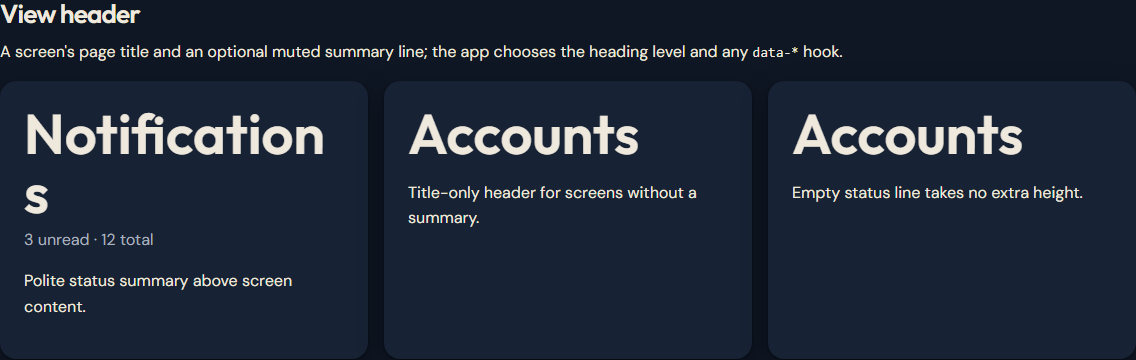 View header
A screen's page title and an optional muted summary line; the app chooses the heading level and any data-* hook.
Notification
s
3 unread · 12 total
Polite status summary above screen
content.
Accounts
Title-only header for screens without a
summary.
Accounts
Empty status line takes no extra height.